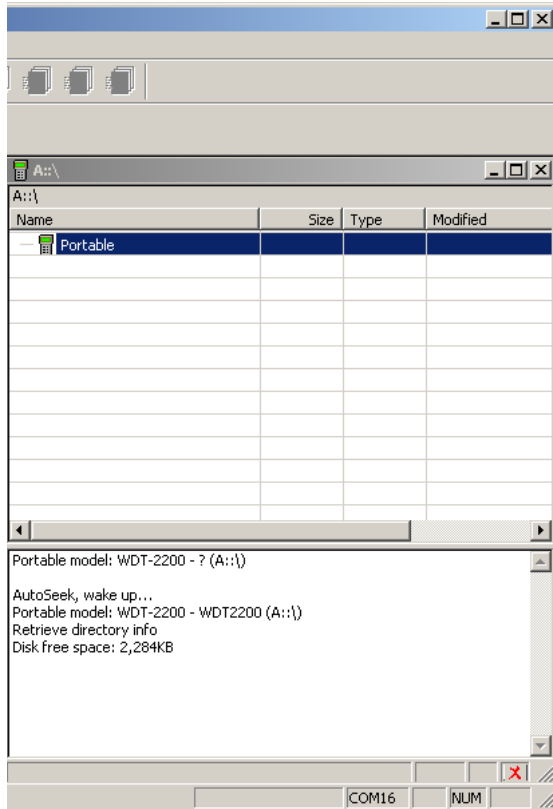 A::\
A::\
Name Size Type Modified
Portable
Portable model: WDT-2200 - ? (A::\)
AutoSeek, wake up...
Portable model: WDT-2200 - WDT2200 (A::\)
Retrieve directory info
Disk free space: 2,284KB
COM16 NUM